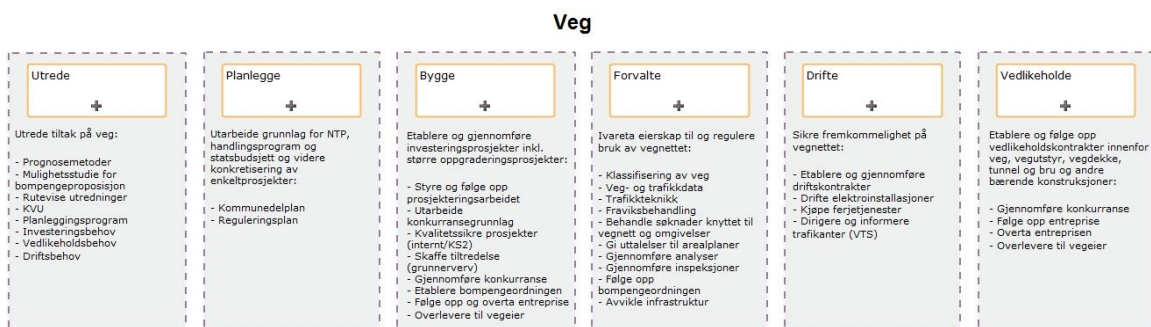 Veg
Utrede
Utrede tiltak på veg:
- Prognosemetoder
- Mulighetsstudie for
bompengeproposisjon
- Rutevise utredninger
- KVU
- Planleggingsprogram
- Investeringsbehov
- Vedlikeholdsbehov
- Driftsbehov
Planlegge
Utarbeide grunnlag for NTP,
handlingsprogram og
statsbudsjett og videre
konkretisering av
enkeltprosjekter:
- Kommunedelplan
- Reguleringsplan
Bygge
Etablere og gjennomføre
investeringsprosjekter inkl.
større oppgraderingsprosjekter:
- Styre og følge opp
prosjekteringsarbeidet
- Utarbeide
konkurransegrunnlag
- Kvalitetssikre prosjekter
(internt/KS2)
- Skaffe tiltredelse
(grunnerverv)
- Gjennomføre konkurranse
- Etablere bompengeordningen
- Følge opp og overta entreprise
- Overlevere til vegeier
Forvalte
Ivareta eierskap til og regulere
bruk av vegnettet:
- Klassifisering av veg
- Veg- og trafikkdata
- Trafikkteknikk
- Fraviksbehandling
- Behandle søknader knyttet til
vegnett og omgivelser
- Gi uttalelser til arealplaner
- Gjennomføre analyser
- Gjennomføre inspeksjoner
- Følge opp
bompengeordningen
- Avvikle infrastruktur
Drifte
Sikre fremkommelighet på
vegnettet:
- Etablere og gjennomføre
driftskontrakter
- Drifte elektroinstallasjoner
- Kjøpe ferjetjenester
- Dirigere og informere
trafikanter (VTS)
Vedlikeholde
Etablere og følge opp
vedlikeholdskontrakter innenfor
veg, vegutstyr, vegdekke,
tunnel og bru og andre
bærende konstruksjoner:
- Gjennomføre konkurranse
- Følge opp entreprise
- Overta entreprisen
- Overlevere til vegeier